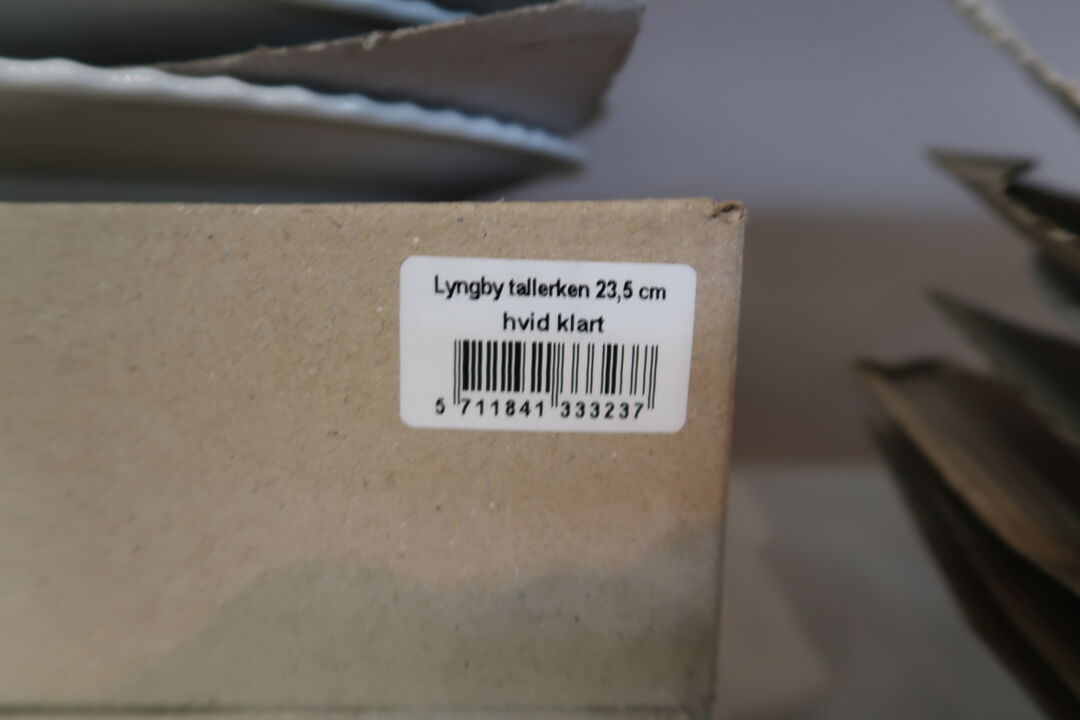 Lyngby tallerken 23,5 cm
hvid klart
5 711841 333237